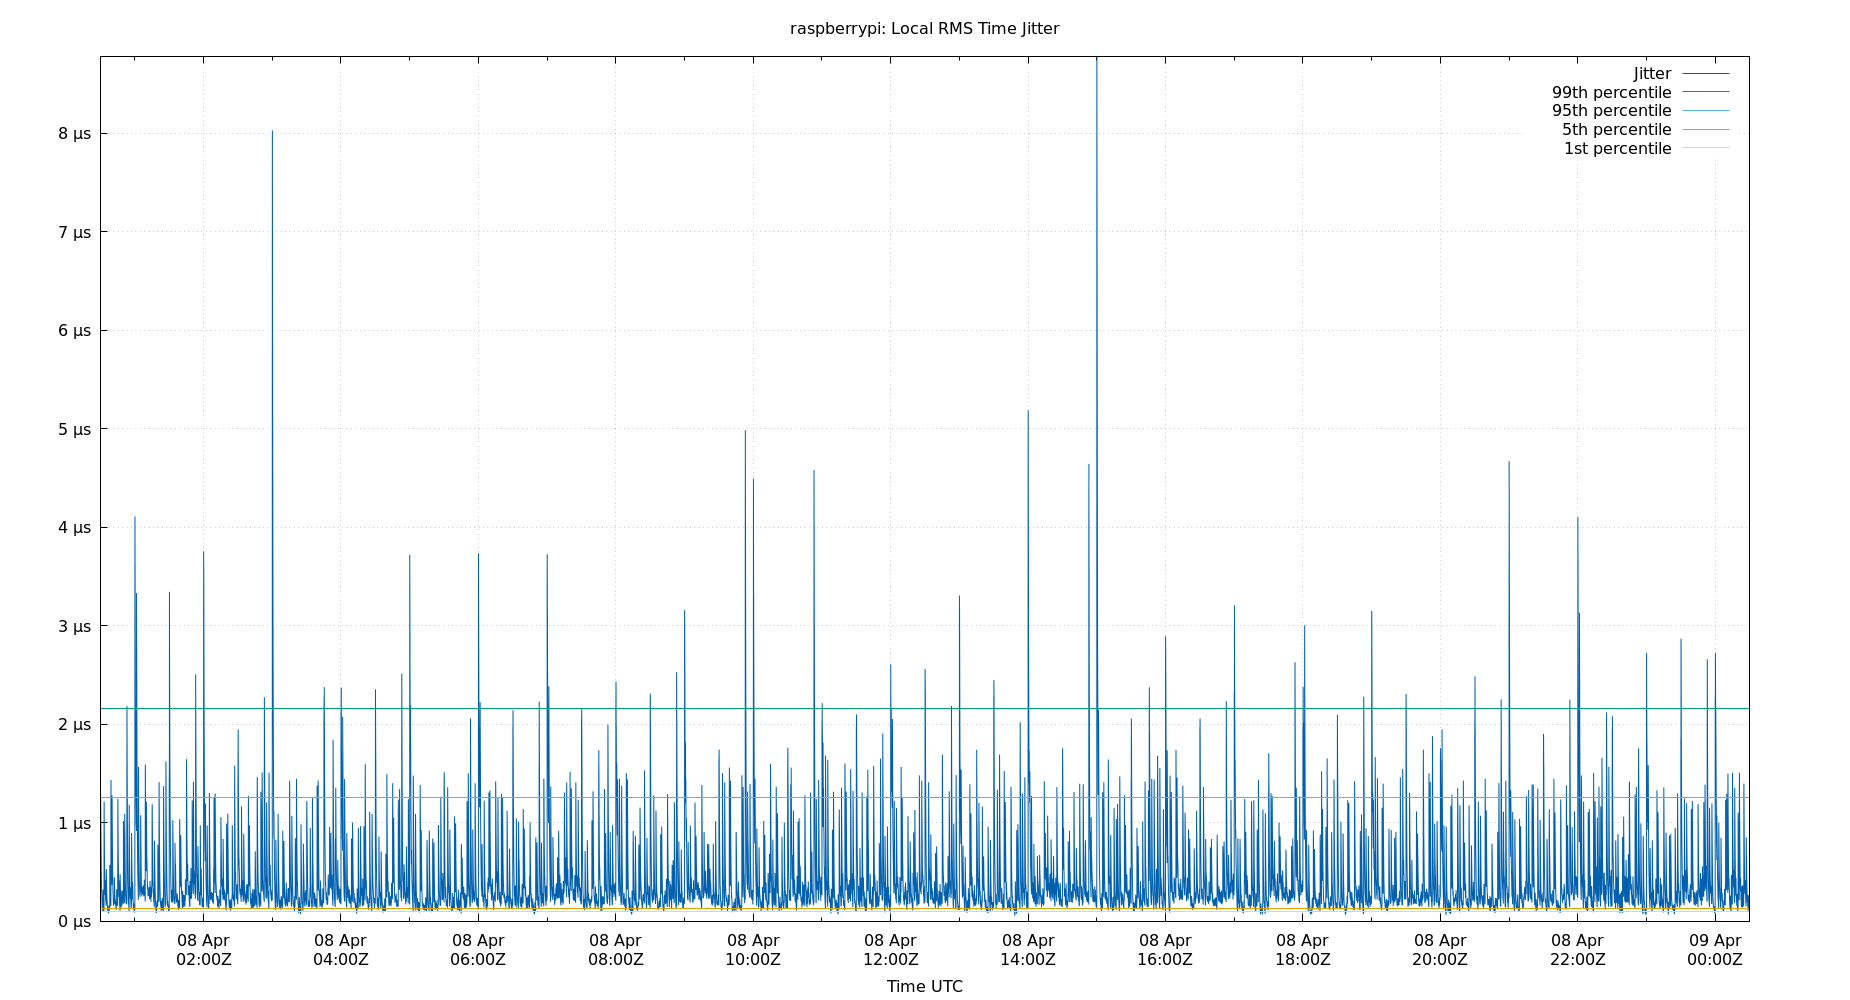 raspberrypi: Local RMS Time Jitter
Jitter
99th percentile
95th percentile
5th percentile
1st percentile
8 µs
7 µs
6 µs
5 µs
4 µs
3 µs
2 µs
1 µs
0 µs
08 Apr 08 Apr 08 Apr 08 Apr 08 Apr 08 Apr 08 Apr 08 Apr 08 Apr 08 Apr 08 Apr 09 Apr
02:00Z 04:00Z 06:00Z 08:00Z 10:00Z 12:00Z 14:00Z 16:00Z 18:00Z 20:00Z 22:00Z 00:00Z
Time UTC